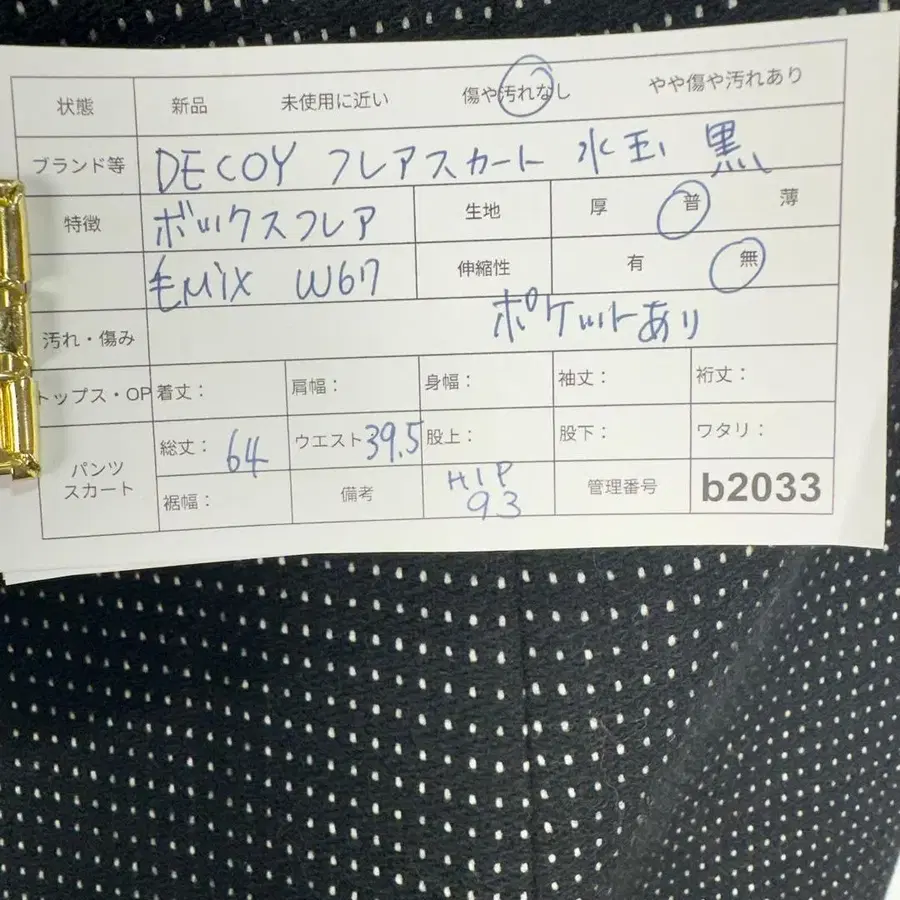 状態 新品 未使用に近い 傷や汚れなし やや傷や汚れあり
ブランド等 DECOY フレアスカート 水玉 黒
特徴 ボックスフレア 生地 厚 普 薄
毛MIX W67 伸縮性 有 無
汚れ・傷み ポケットあり
トップス・OP 着丈: 肩幅: 身幅: 袖丈: 裄丈:
パンツ スカート 総丈: 64 ウエスト 39.5 股上: 股下: ワタリ:
裾幅: 備考 HIP 93 管理番号 b2033